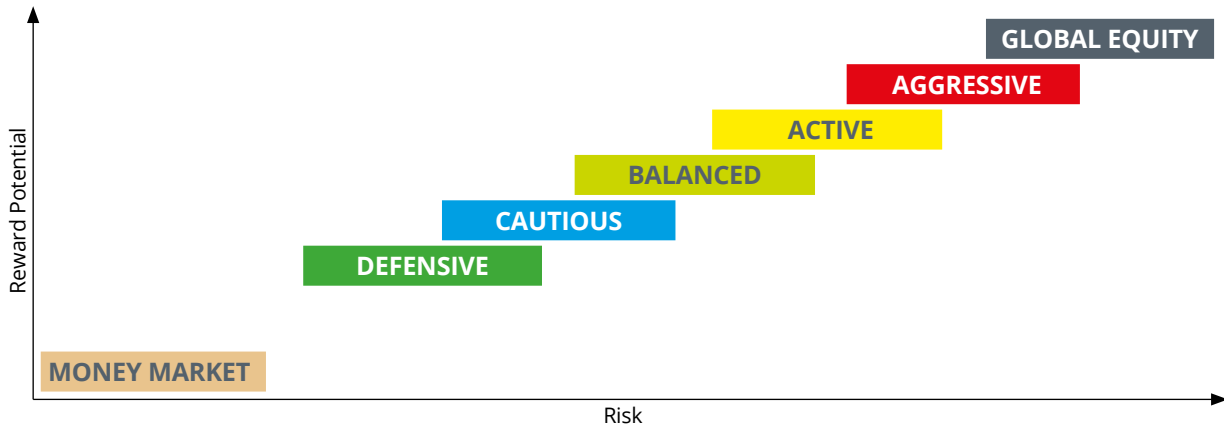 GLOBAL EQUITY
AGGRESSIVE
ACTIVE
BALANCED
CAUTIOUS
DEFENSIVE
MONEY MARKET
Reward Potential
Risk